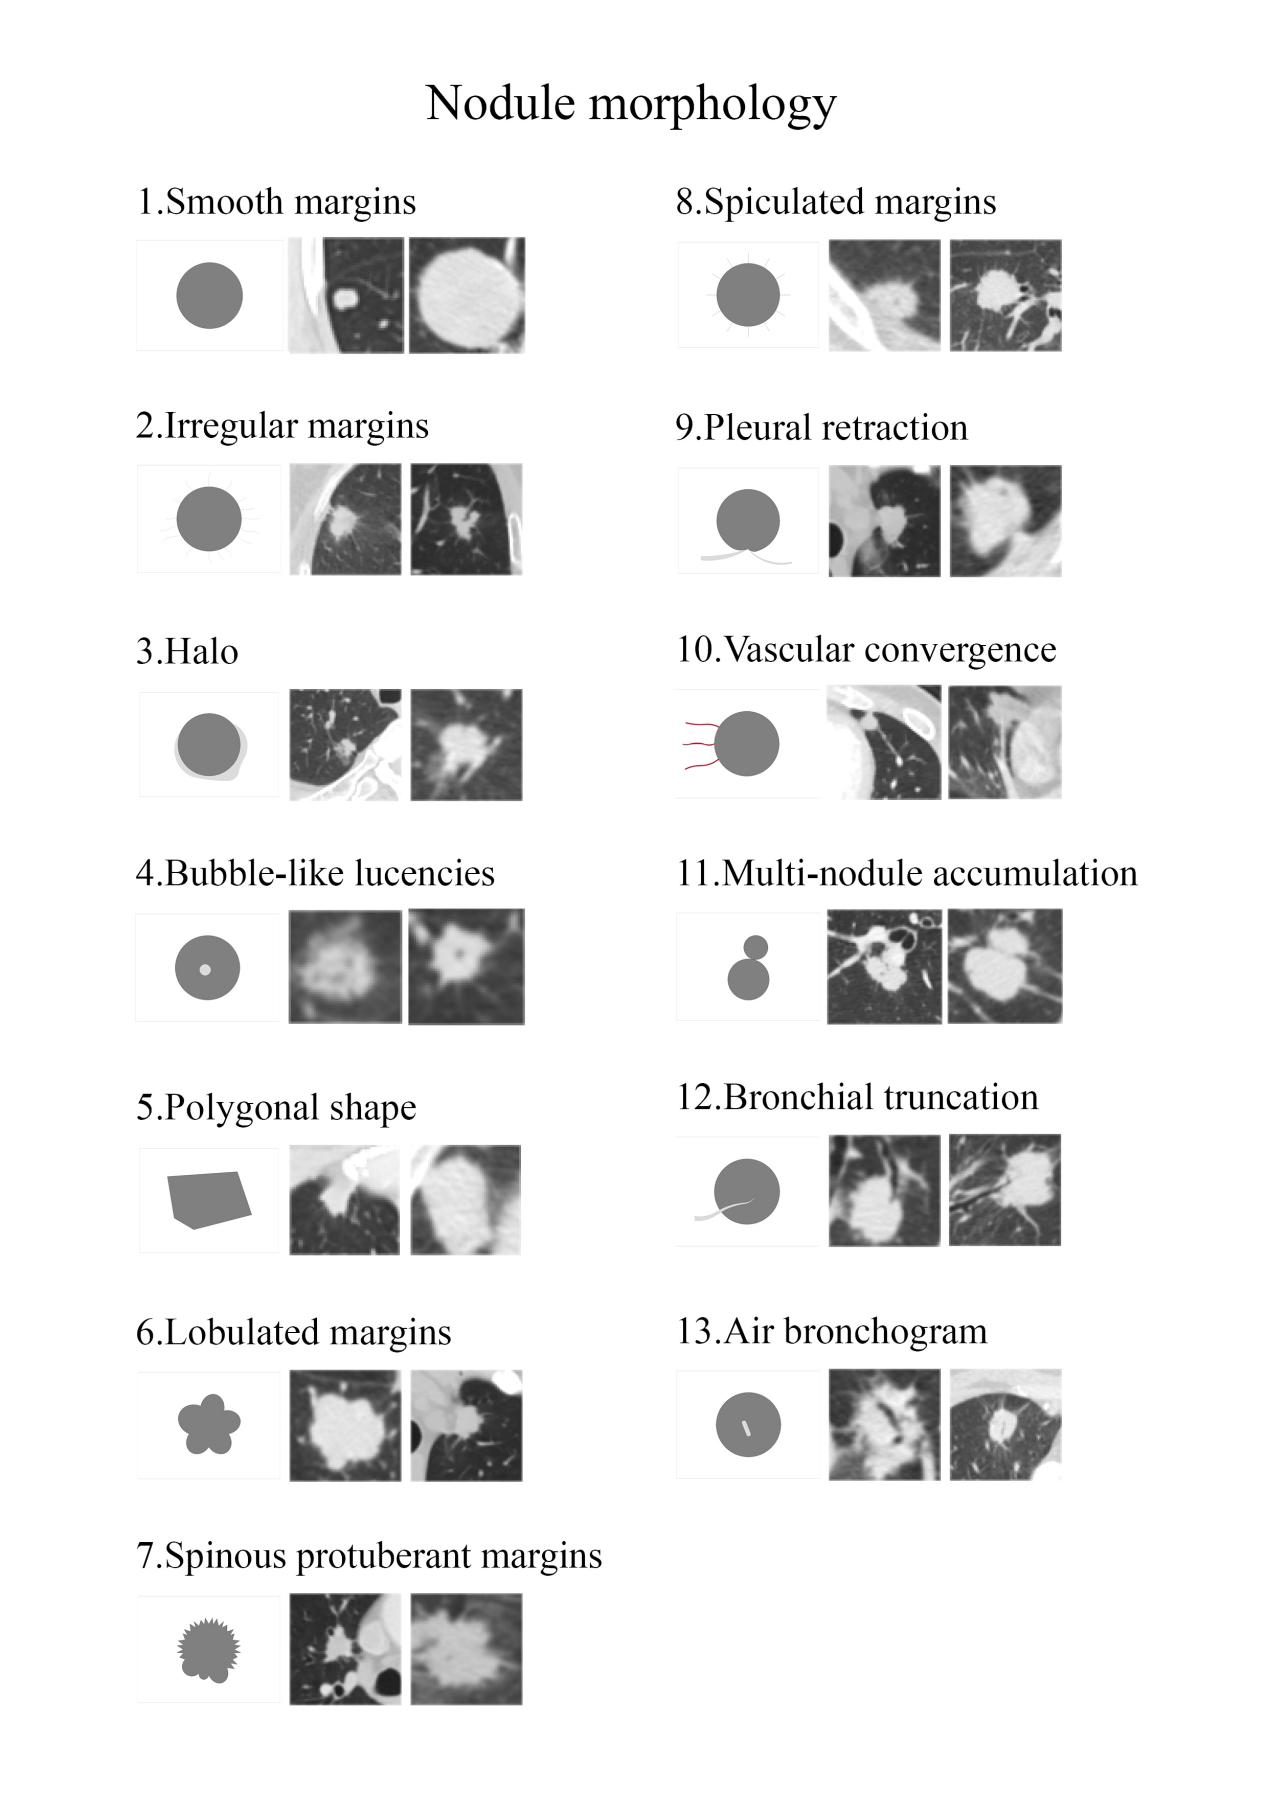 Nodule morphology
1.Smooth margins
2.Irregular margins
3.Halo
4.Bubble-like lucencies
5.Polygonal shape
6.Lobulated margins
7.Spinous protuberant margins
8.Spiculated margins
9.Pleural retraction
10.Vascular convergence
11.Multi-nodule accumulation
12.Bronchial truncation
13.Air bronchogram